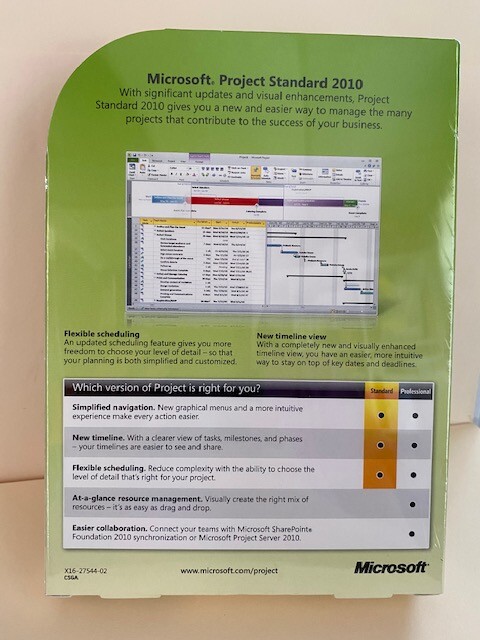 Microsoft® Project Standard 2010
With significant updates and visual enhancements, Project
Standard 2010 gives you a new and easier way to manage the many
projects that contribute to the success of your business.
Flexible scheduling
An updated scheduling feature gives you more
freedom to choose your level of detail – so that
your planning is both simplified and customized.
New timeline view
With a completely new and visually enhanced
timeline view, you have an easier, more intuitive
way to stay on top of key dates and deadlines.
Which version of Project is right for you?
Standard
Professional
Simplified navigation. New graphical menus and a more intuitive
experience make every action easier.
New timeline. With a clearer view of tasks, milestones, and phases
– your timelines are easier to see and share.
Flexible scheduling. Reduce complexity with the ability to choose the
level of detail that's right for your project.
At-a-glance resource management. Visually create the right mix of
resources – it's as easy as drag and drop.
Easier collaboration. Connect your teams with Microsoft SharePoint®
Foundation 2010 synchronization or Microsoft Project Server 2010.
X16-27544-02
CSGA
www.microsoft.com/project
Microsoft®